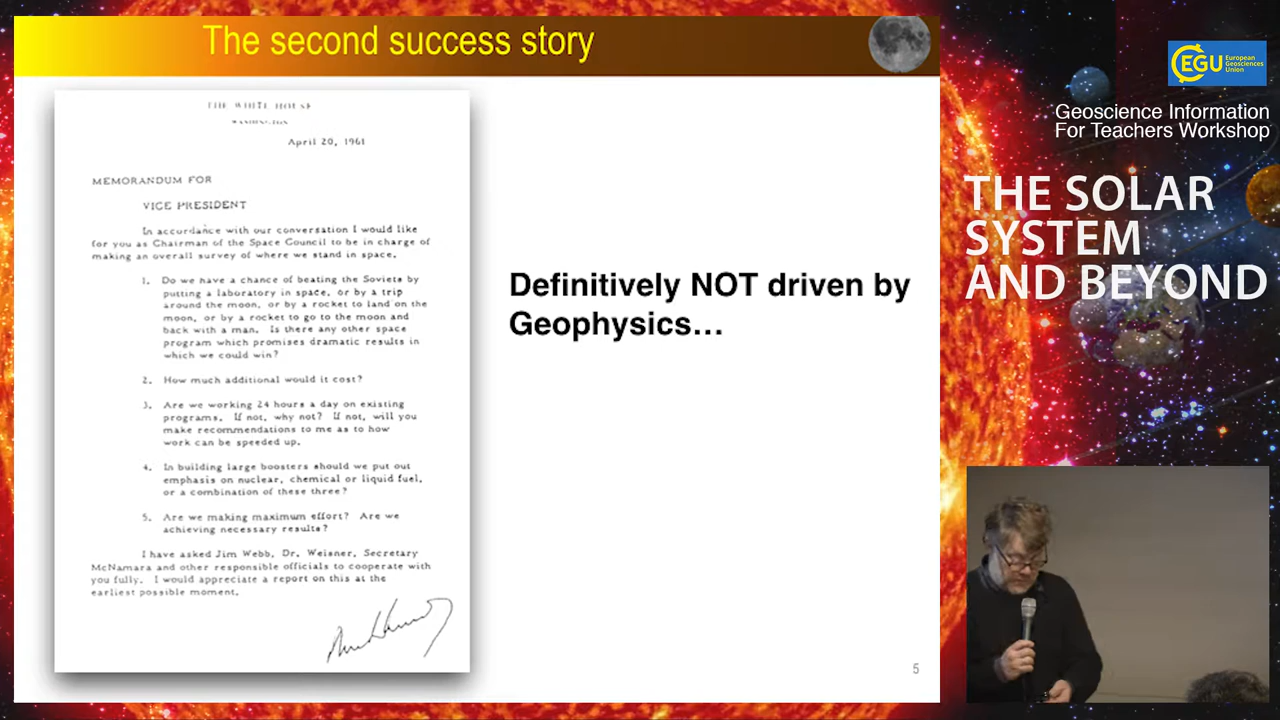 The second success story
THE WHITE HOUSE
WASHINGTON
April 20, 1961
MEMORANDUM FOR
VICE PRESIDENT
In accordance with our conversation I would like
for you as Chairman of the Space Council to be in charge of
making an overall survey of where we stand in space.
1. Do we have a chance of beating the Soviets by
putting a laboratory in space, or by a trip
around the moon, or by a rocket to land on the
moon, or by a rocket to go to the moon and
back with a man. Is there any other space
program which promises dramatic results in
which we could win?
2. How much additional would it cost?
3. Are we working 24 hours a day on existing
programs. If not, why not? If not, will you
make recommendations to me as to how
work can be speeded up.
4. In building large boosters should we put out
emphasis on nuclear, chemical or liquid fuel,
or a combination of these three?
5. Are we making maximum effort? Are we
achieving necessary results?
I have asked Jim Webb, Dr. Weisner, Secretary
McNamara and other responsible officials to cooperate with
you fully. I would appreciate a report on this at the
earliest possible moment.
Definitively NOT driven by
Geophysics...
5
EGU European
Geosciences
Union
Geoscience Information
For Teachers Workshop
THE SOLAR
SYSTEM
AND BEYOND